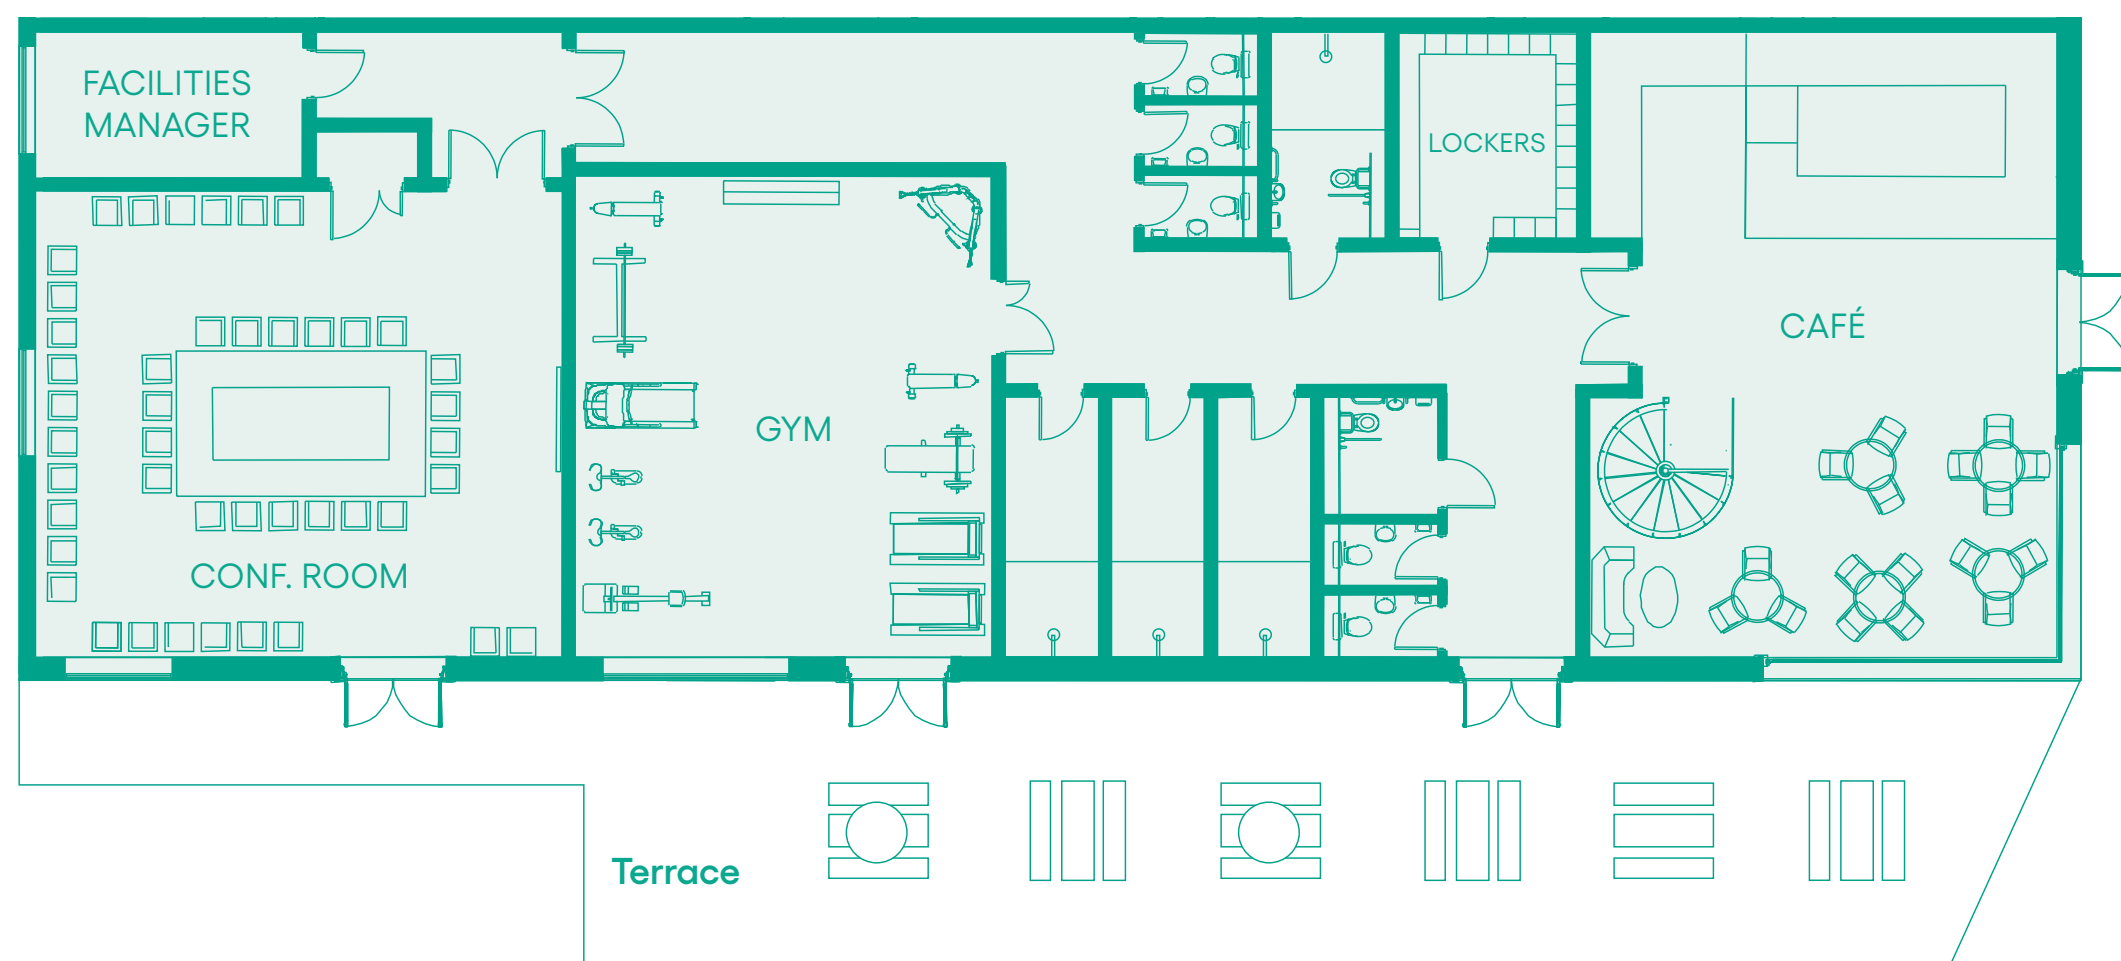 FACILITIES
MANAGER
LOCKERS
CAFÉ
GYM
CONF. ROOM
Terrace